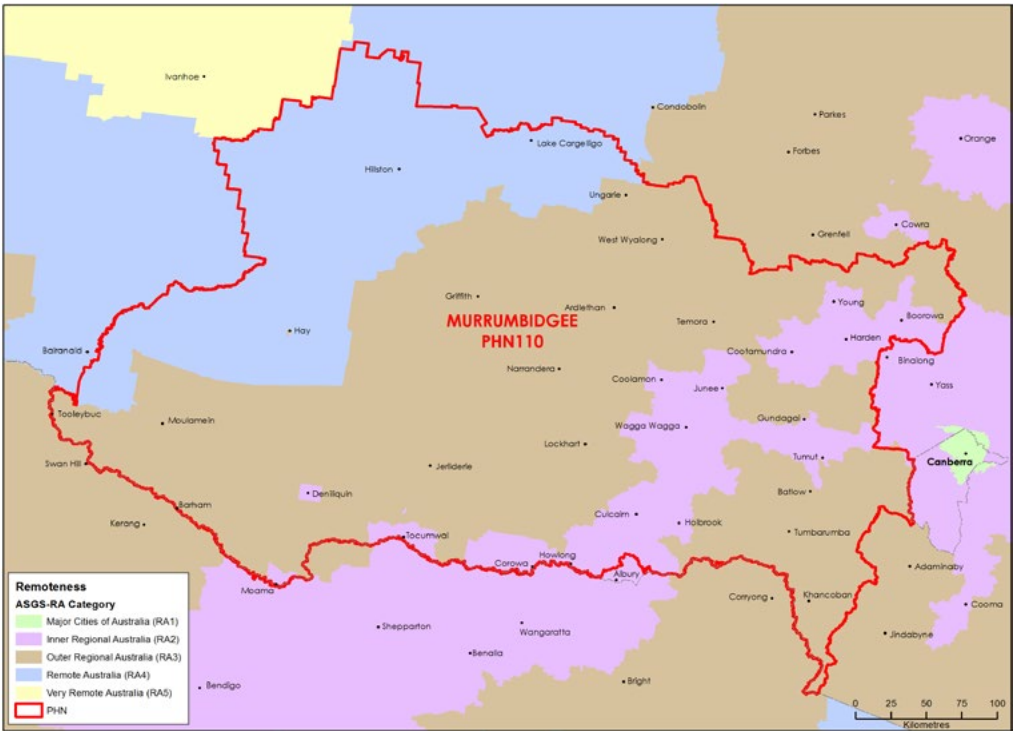 Ivanhoe
Condobolin
Parkes
Orange
Lake Cargelligo
Forbes
Hillston
Ungarie
Cowra
West Wyalong
Grenfell
Griffith
Ardlethan
Young
MURRUMBIDGEE
PHN110
Temora
Boorowa
Hay
Harden
Balranald
Cootamundra
Binalong
Narrandera
Coolamon
Junee
Yass
Tooleybuc
Moulamein
Gundagai
Wagga Wagga
Lockhart
Canberra
Swan Hill
Jerilderie
Tumut
Deniliquin
Batlow
Barham
Culcairn
Holbrook
Kerang
Tumbarumba
Tocumwal
Howlong
Corowa
Albury
Adaminaby
Moama
Corryong
Khancoban
Cooma
Shepparton
Wangaratta
Jindabyne
Benalla
Bright
Bendigo
Remoteness
ASGS-RA Category
Major Cities of Australia (RA1)
Inner Regional Australia (RA2)
Outer Regional Australia (RA3)
Remote Australia (RA4)
Very Remote Australia (RA5)
PHN
0 25 50 75 100
Kilometres